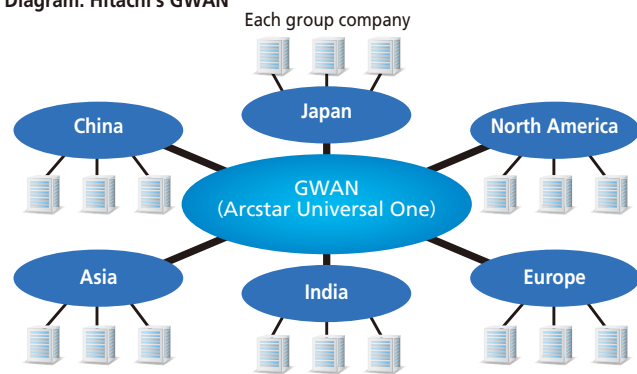 Diagram: Hitachi's GWAN
Each group company
Japan
China
North America
GWAN
(Arcstar Universal One)
Asia
India
Europe